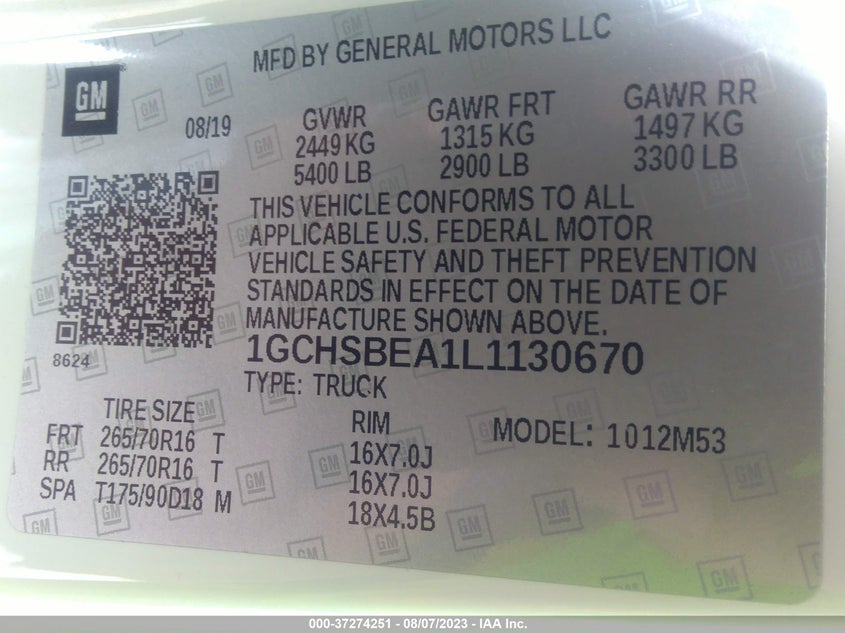 MFD BY GENERAL MOTORS LLC
GM
08/19
GVWR
2449 KG
5400 LB
GAWR FRT
1315 KG
2900 LB
GAWR RR
1497 KG
3300 LB
THIS VEHICLE CONFORMS TO ALL
APPLICABLE U.S. FEDERAL MOTOR
VEHICLE SAFETY AND THEFT PREVENTION
STANDARDS IN EFFECT ON THE DATE OF
MANUFACTURE SHOWN ABOVE.
8624
1GCHSBEA1L1130670
TYPE: TRUCK
TIRE SIZE
FRT 265/70R16 T
RR 265/70R16 T
SPA T175/90D18 M
RIM
16X7.0J
16X7.0J
18X4.5B
MODEL: 1012M53
000-37274251 - 08/07/2023 - IAA Inc.